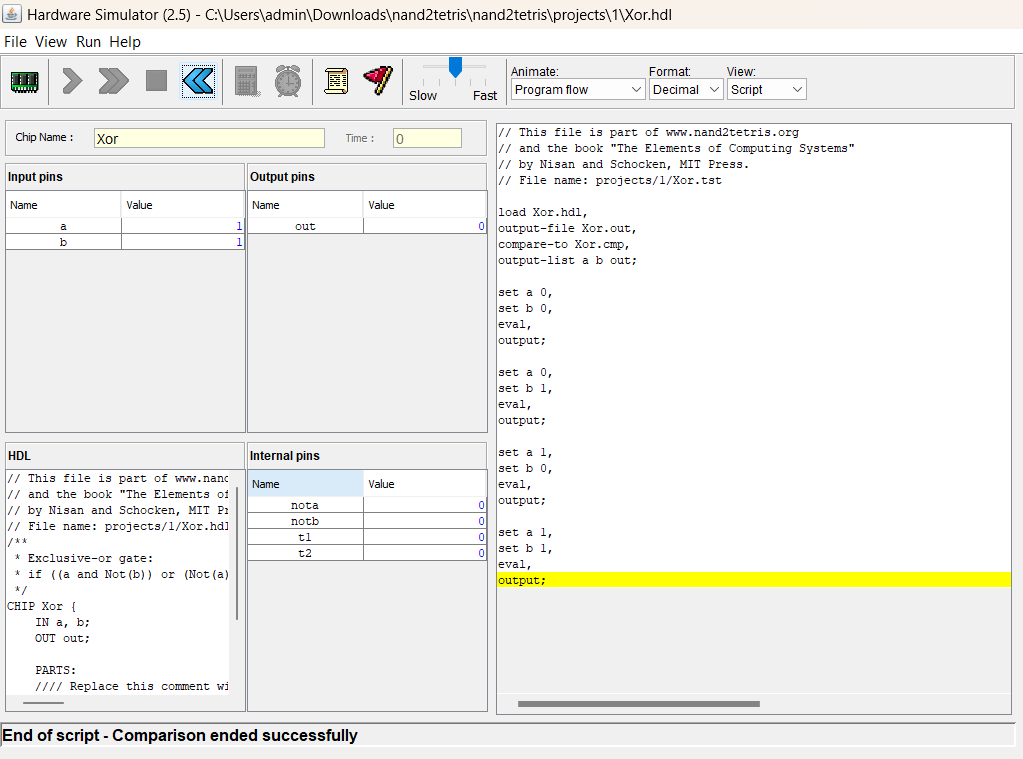 Hardware Simulator (2.5) - C:\Users\admin\Downloads\nand2tetris\nand2tetris\projects\1\Xor.hdl
File View Run Help
Slow Fast
Animate: Format: View:
Program flow Decimal Script
Chip Name : Xor Time : 0
Input pins
Name Value
a 1
b 1
Output pins
Name Value
out 0
HDL
// This file is part of www.nand
// and the book "The Elements of
// by Nisan and Schocken, MIT Pr
// File name: projects/1/Xor.hdl
/**
* Exclusive-or gate:
* if ((a and Not(b)) or (Not(a)
*/
CHIP Xor {
IN a, b;
OUT out;
PARTS:
//// Replace this comment wi
Internal pins
Name Value
nota 0
notb 0
t1 0
t2 0
// This file is part of www.nand2tetris.org
// and the book "The Elements of Computing Systems"
// by Nisan and Schocken, MIT Press.
// File name: projects/1/Xor.tst
load Xor.hdl,
output-file Xor.out,
compare-to Xor.cmp,
output-list a b out;
set a 0,
set b 0,
eval,
output;
set a 0,
set b 1,
eval,
output;
set a 1,
set b 0,
eval,
output;
set a 1,
set b 1,
eval,
output;
End of script - Comparison ended successfully